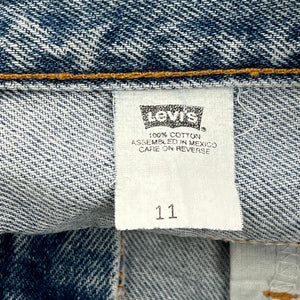 Levi's
100% COTTON
ASSEMBLED IN MEXICO
CARE ON REVERSE
11